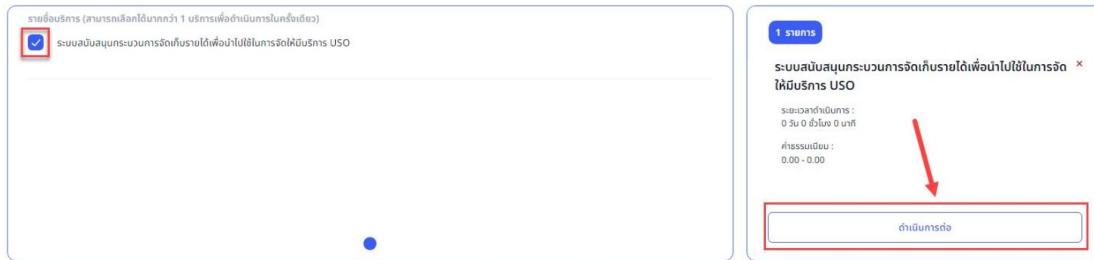 รายชื่อบริการ (สามารถเลือกได้มากกว่า 1 บริการเพื่อดำเนินการในครั้งเดียว)
ระบบสนับสนุนกระบวนการจัดเก็บรายได้เพื่อนำไปใช้ในการจัดให้มีบริการ USO
1 รายการ
ระบบสนับสนุนกระบวนการจัดเก็บรายได้เพื่อนำไปใช้ในการจัด ×
ให้มีบริการ USO
ระยะเวลาดำเนินการ :
0 วัน 0 ชั่วโมง 0 นาที
ค่าธรรมเนียม :
0.00 - 0.00
ดำเนินการต่อ